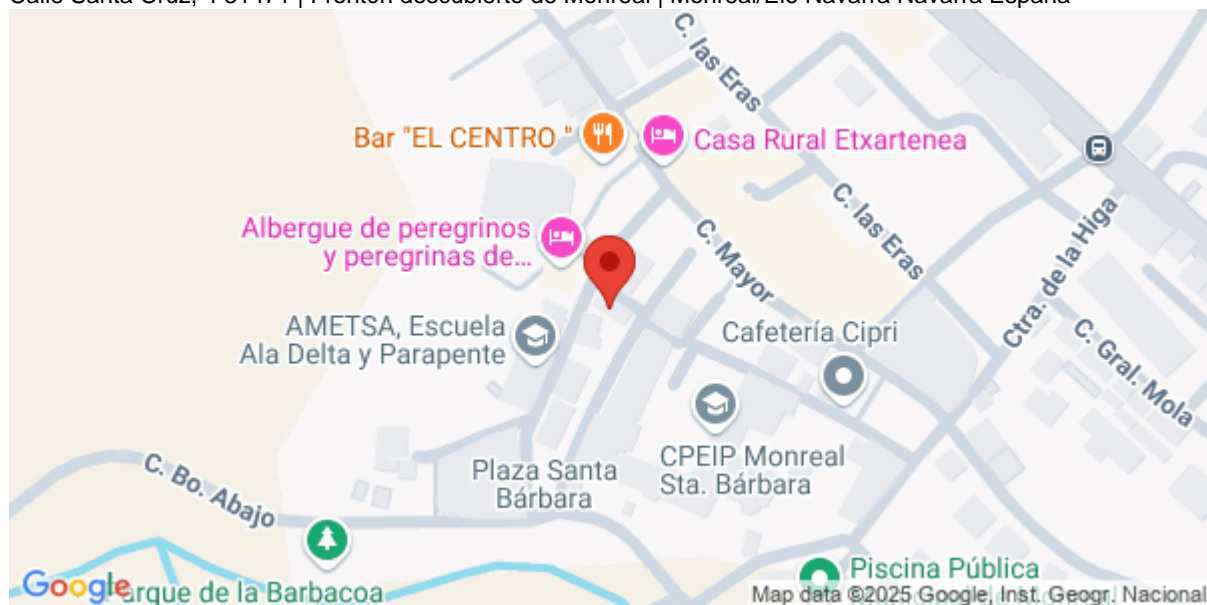 C. las Eras
Bar "EL CENTRO "
Casa Rural Etxartenea
Albergue de peregrinos
y peregrinas de...
C. las Eras
C. Mayor
Ctra. de la Higa
AMETSA, Escuela
Ala Delta y Parapente
Cafetería Cipri
C. Gral. Mola
Plaza Santa
Bárbara
CPEIP Monreal
Sta. Bárbara
C. Bo. Abajo
Piscina Pública
Google
arque de la Barbacoa
Map data ©2025 Google, Inst. Geogr. Nacional